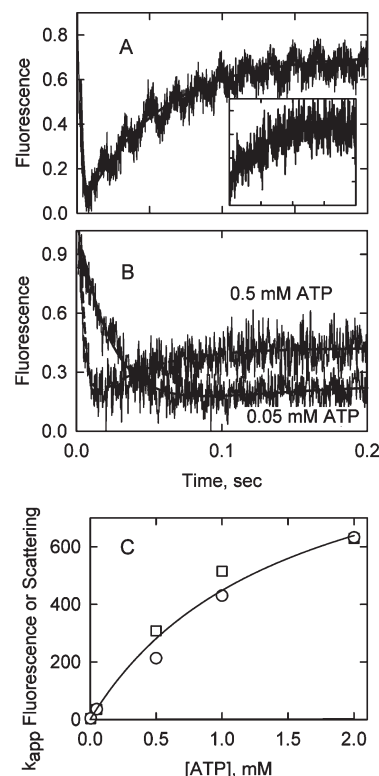 0.8
A
0.6
0.4
0.2
0.0
Fluorescence
0.9
B
0.5 mM ATP
0.6
0.3
0.05 mM ATP
0.0
Fluorescence
0.0 0.1 0.2
Time, sec
C
600
400
200
0
kapp Fluorescence or Scattering
0.0 0.5 1.0 1.5 2.0
[ATP], mM